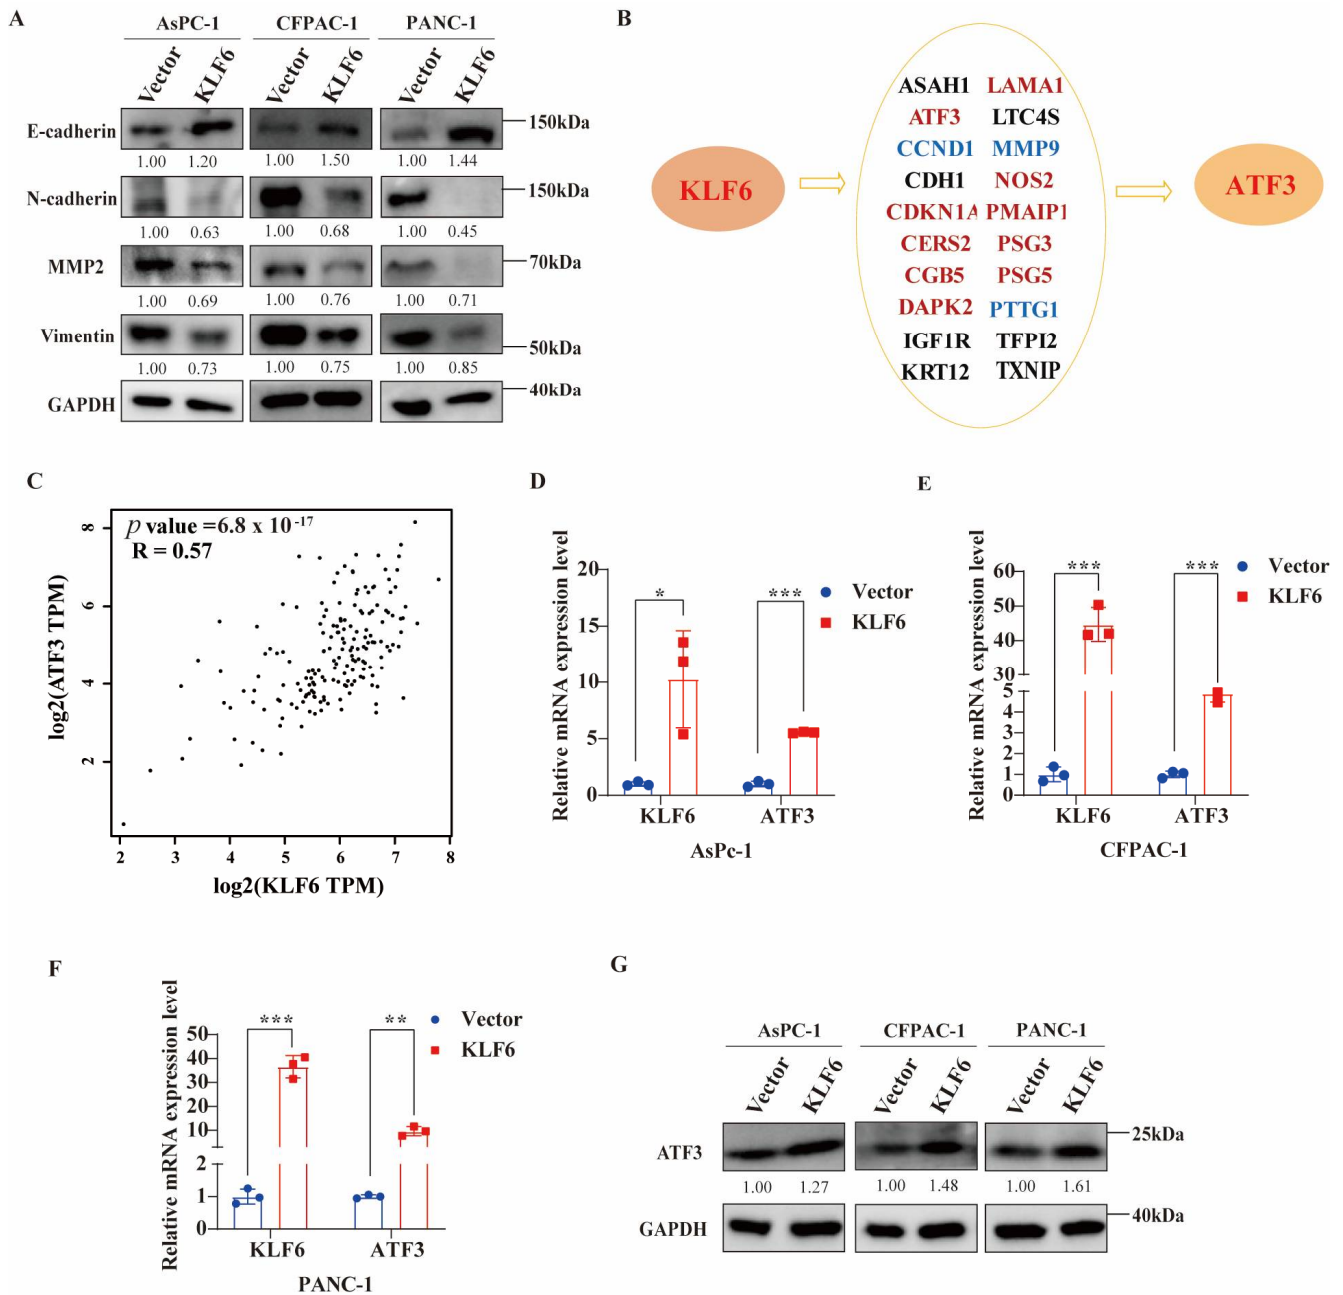 A
AsPC-1 CFPAC-1 PANC-1
Vector KLF6 Vector KLF6 Vector KLF6
E-cadherin 150kDa
1.00 1.20 1.00 1.50 1.00 1.44
N-cadherin 150kDa
1.00 0.63 1.00 0.68 1.00 0.45
MMP2 70kDa
1.00 0.69 1.00 0.76 1.00 0.71
Vimentin 50kDa
1.00 0.73 1.00 0.75 1.00 0.85
GAPDH 40kDa
B
KLF6
ASAH1 LAMA1
ATF3 LTC4S
CCND1 MMP9
CDH1 NOS2
CDKN1A PMAIP1
CERS2 PSG3
CGB5 PSG5
DAPK2 PTTG1
IGF1R TFPI2
KRT12 TXNIP
ATF3
C
p value =6.8 x 10 -17
R = 0.57
log2(ATF3 TPM)
8
6
4
2
2 3 4 5 6 7 8
log2(KLF6 TPM)
D
Relative mRNA expression level
20
15
10
5
0
* ***
Vector
KLF6
KLF6 ATF3
AsPc-1
E
Relative mRNA expression level
60
50
40
30
5
4
3
2
1
0
*** ***
Vector
KLF6
KLF6 ATF3
CFPAC-1
F
Relative mRNA expression level
50
40
30
20
10
2
1
0
*** **
Vector
KLF6
KLF6 ATF3
PANC-1
G
AsPC-1 CFPAC-1 PANC-1
Vector KLF6 Vector KLF6 Vector KLF6
ATF3 25kDa
1.00 1.27 1.00 1.48 1.00 1.61
GAPDH 40kDa